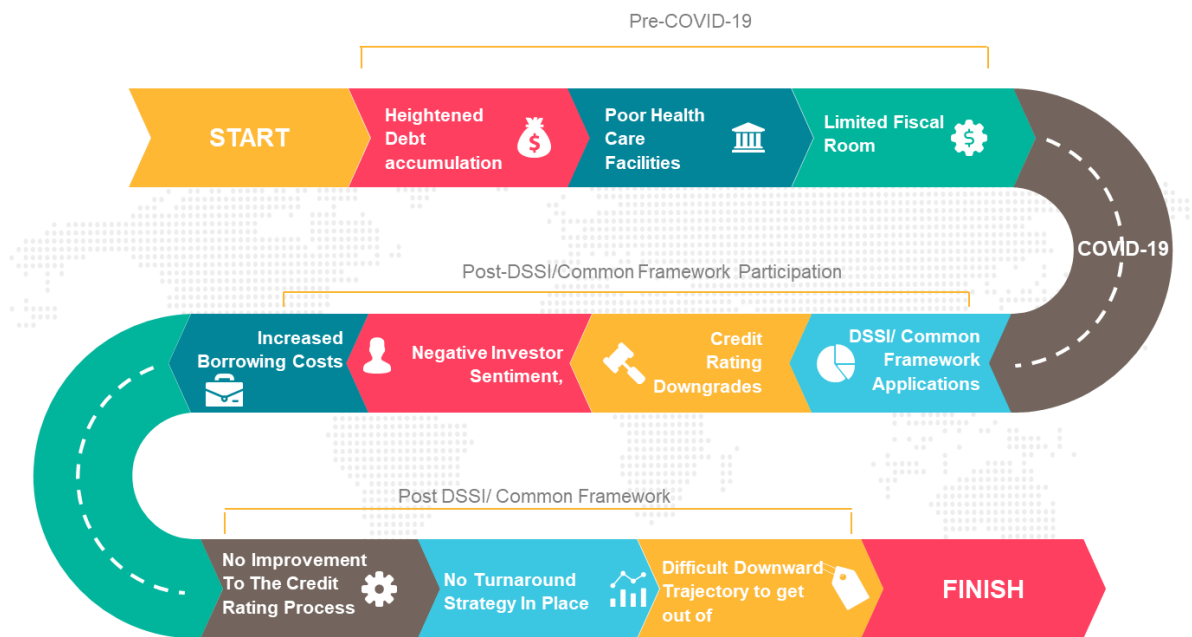 Pre-COVID-19
START
Heightened
Debt
accumulation
Poor Health
Care
Facilities
Limited Fiscal
Room
COVID-19
Post-DSSI/Common Framework Participation
DSSI/ Common
Framework
Applications
Credit
Rating
Downgrades
Negative Investor
Sentiment,
Increased
Borrowing Costs
Post DSSI/ Common Framework
No Improvement
To The Credit
Rating Process
No Turnaround
Strategy In Place
Difficult Downward
Trajectory to get
out of
FINISH